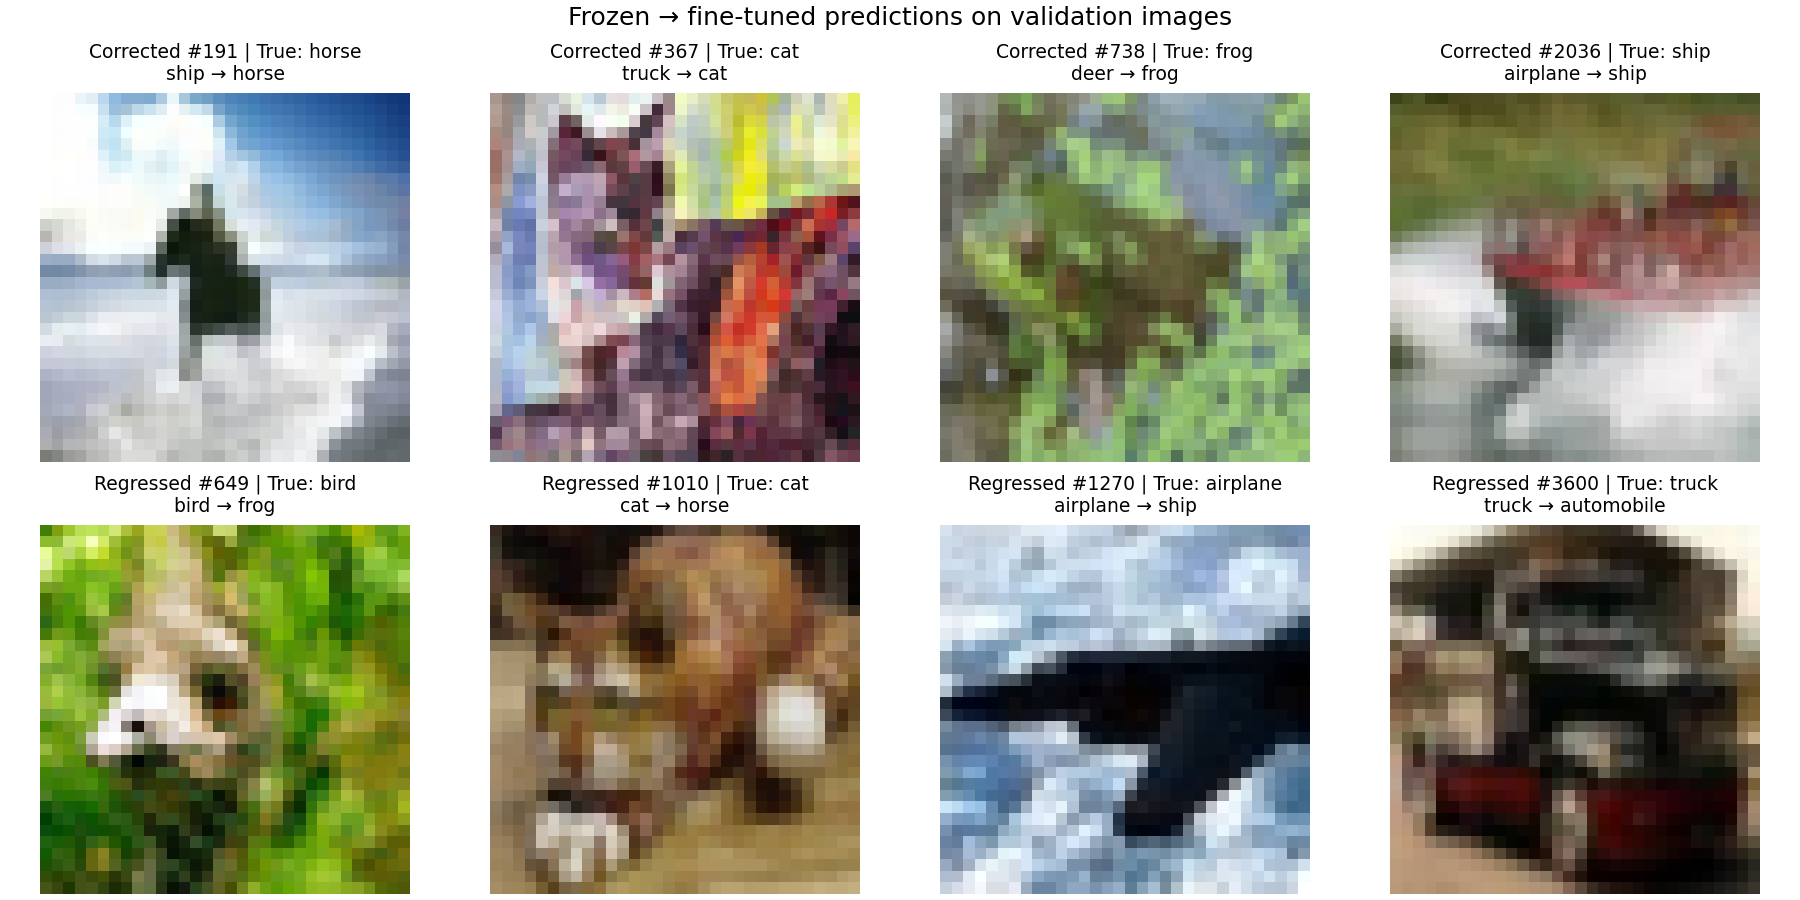 Frozen → fine-tuned predictions on validation images
Corrected #191 | True: horse
ship → horse
Corrected #367 | True: cat
truck → cat
Corrected #738 | True: frog
deer → frog
Corrected #2036 | True: ship
airplane → ship
Regressed #649 | True: bird
bird → frog
Regressed #1010 | True: cat
cat → horse
Regressed #1270 | True: airplane
airplane → ship
Regressed #3600 | True: truck
truck → automobile